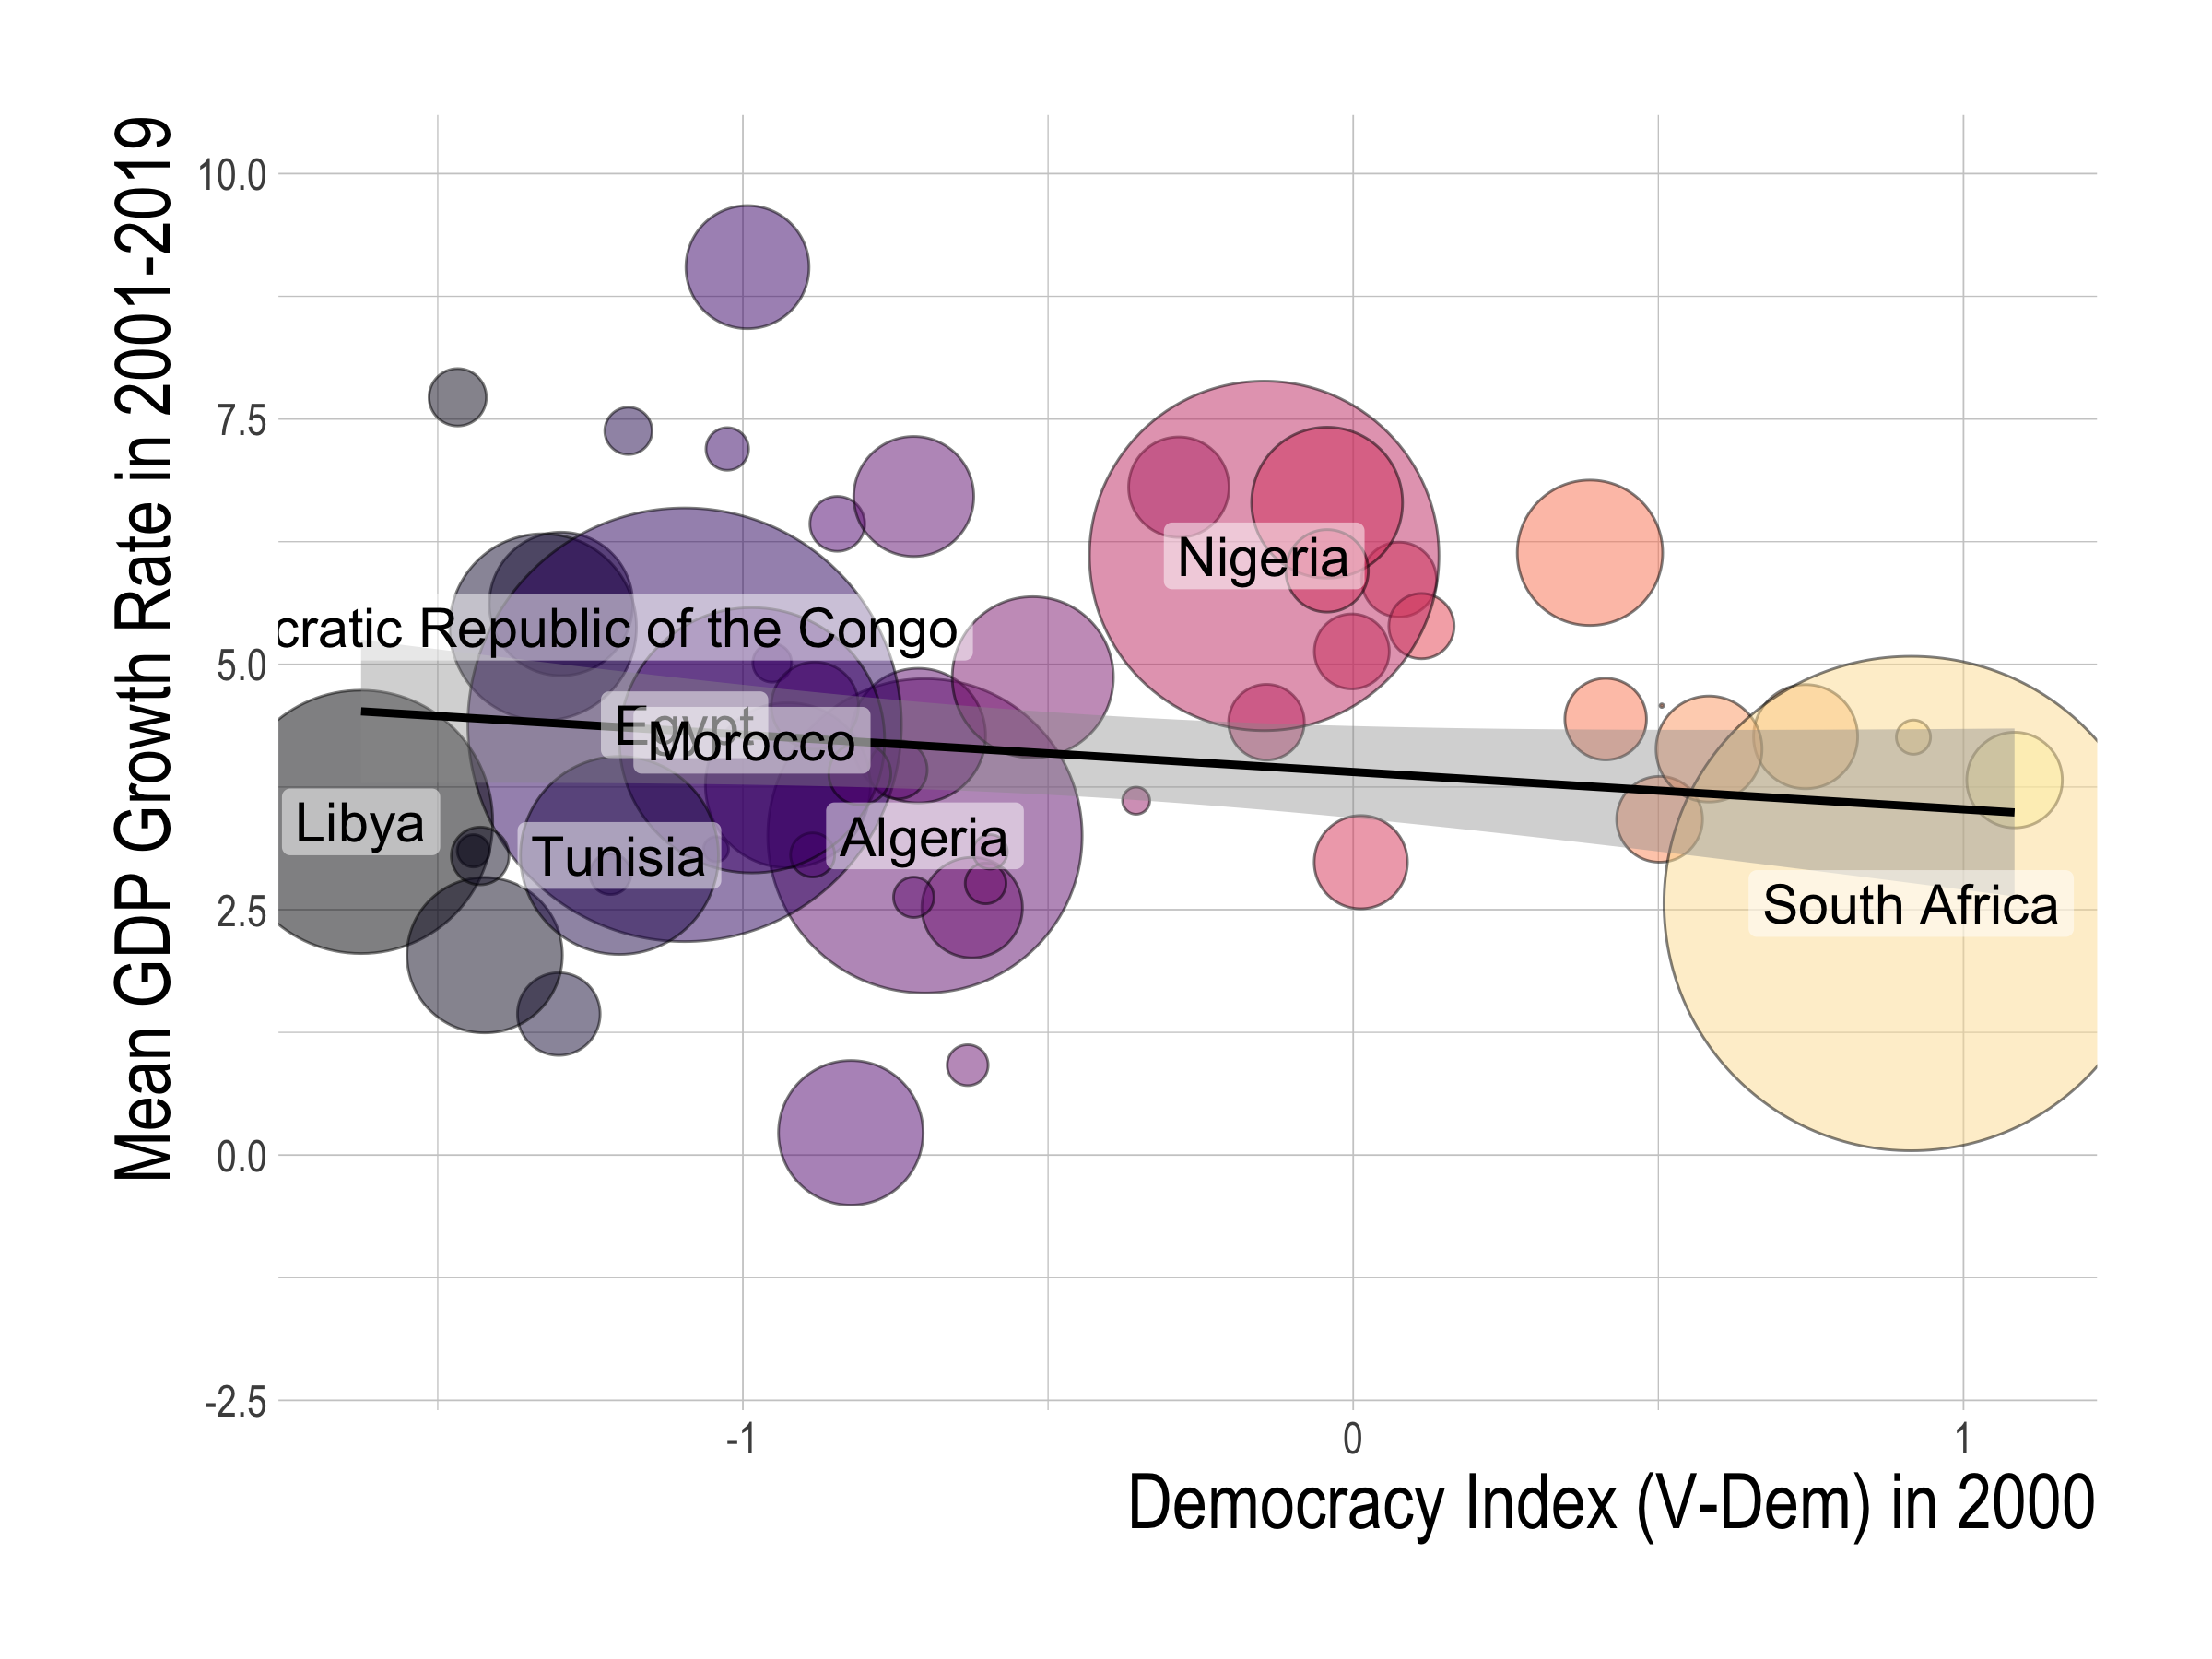 Mean GDP Growth Rate in 2001-2019
10.0
7.5
5.0
2.5
0.0
-2.5
Nigeria
cratic Republic of the Congo
Egypt
Morocco
Libya
Tunisia
Algeria
South Africa
-1
0
1
Democracy Index (V-Dem) in 2000